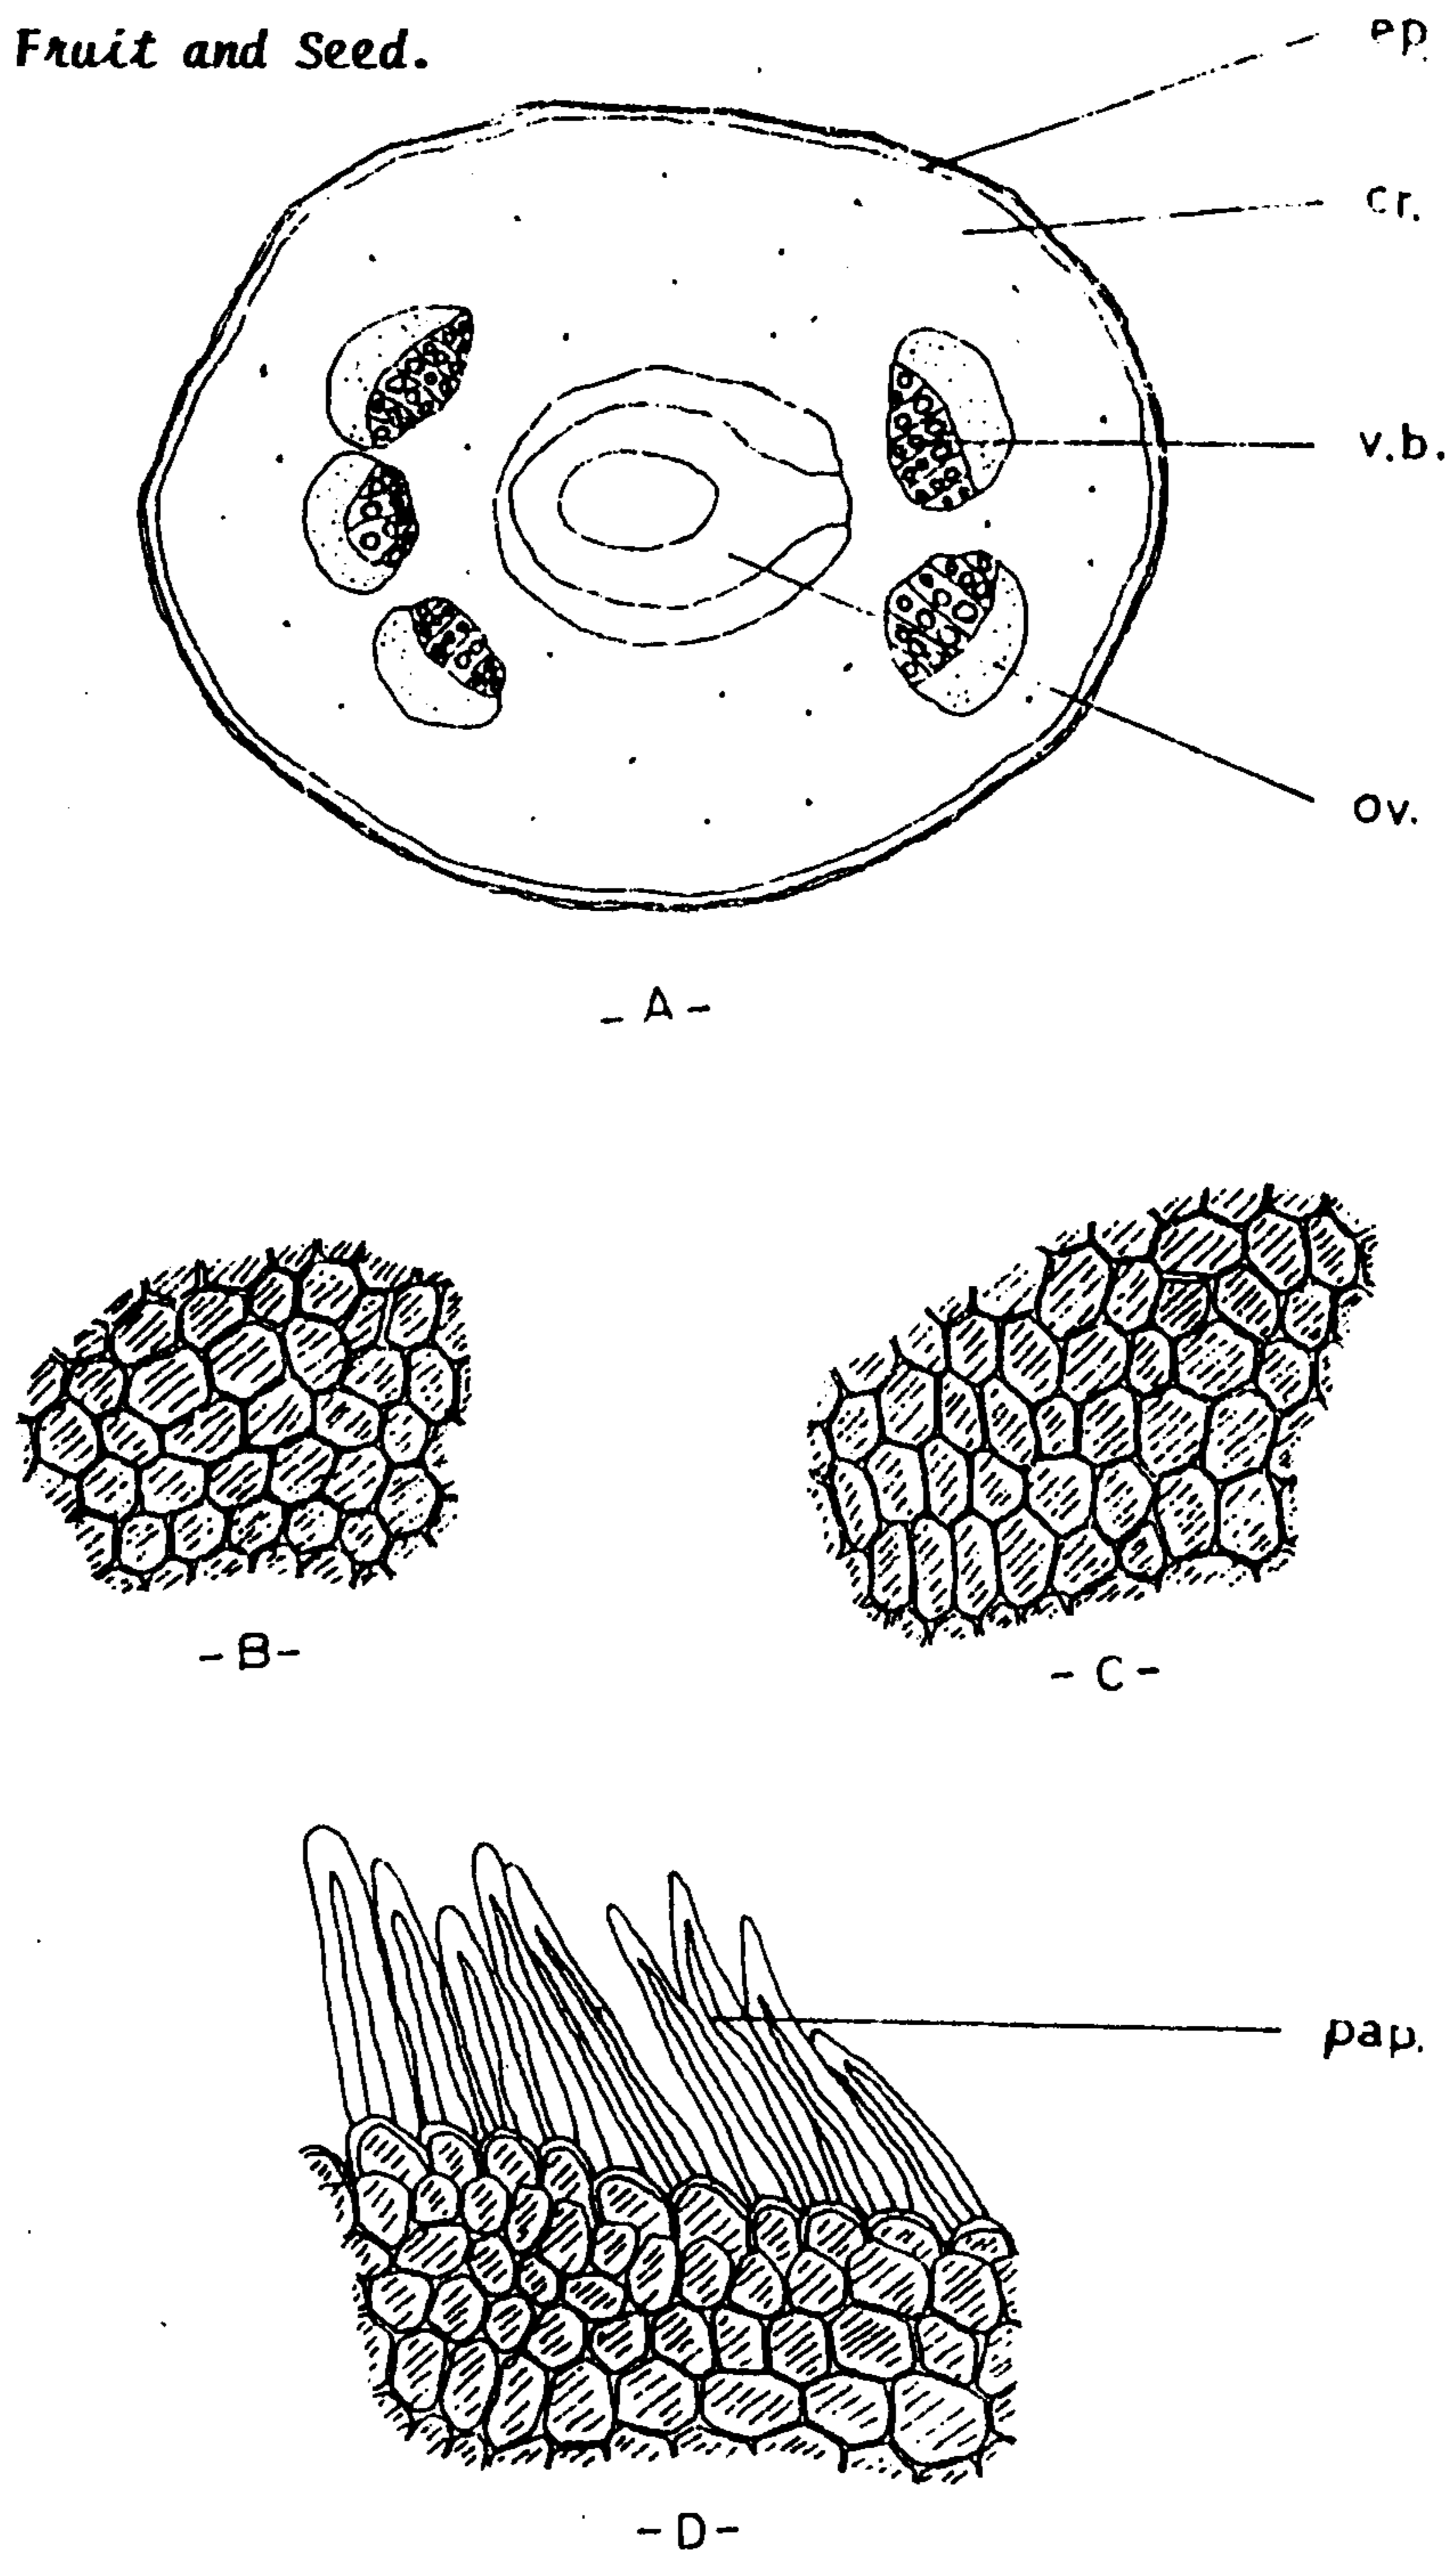 Fruit and Seed.
ep.
cr.
v.b.
ov.
- A -
- B -
- C -
pap.
- D -